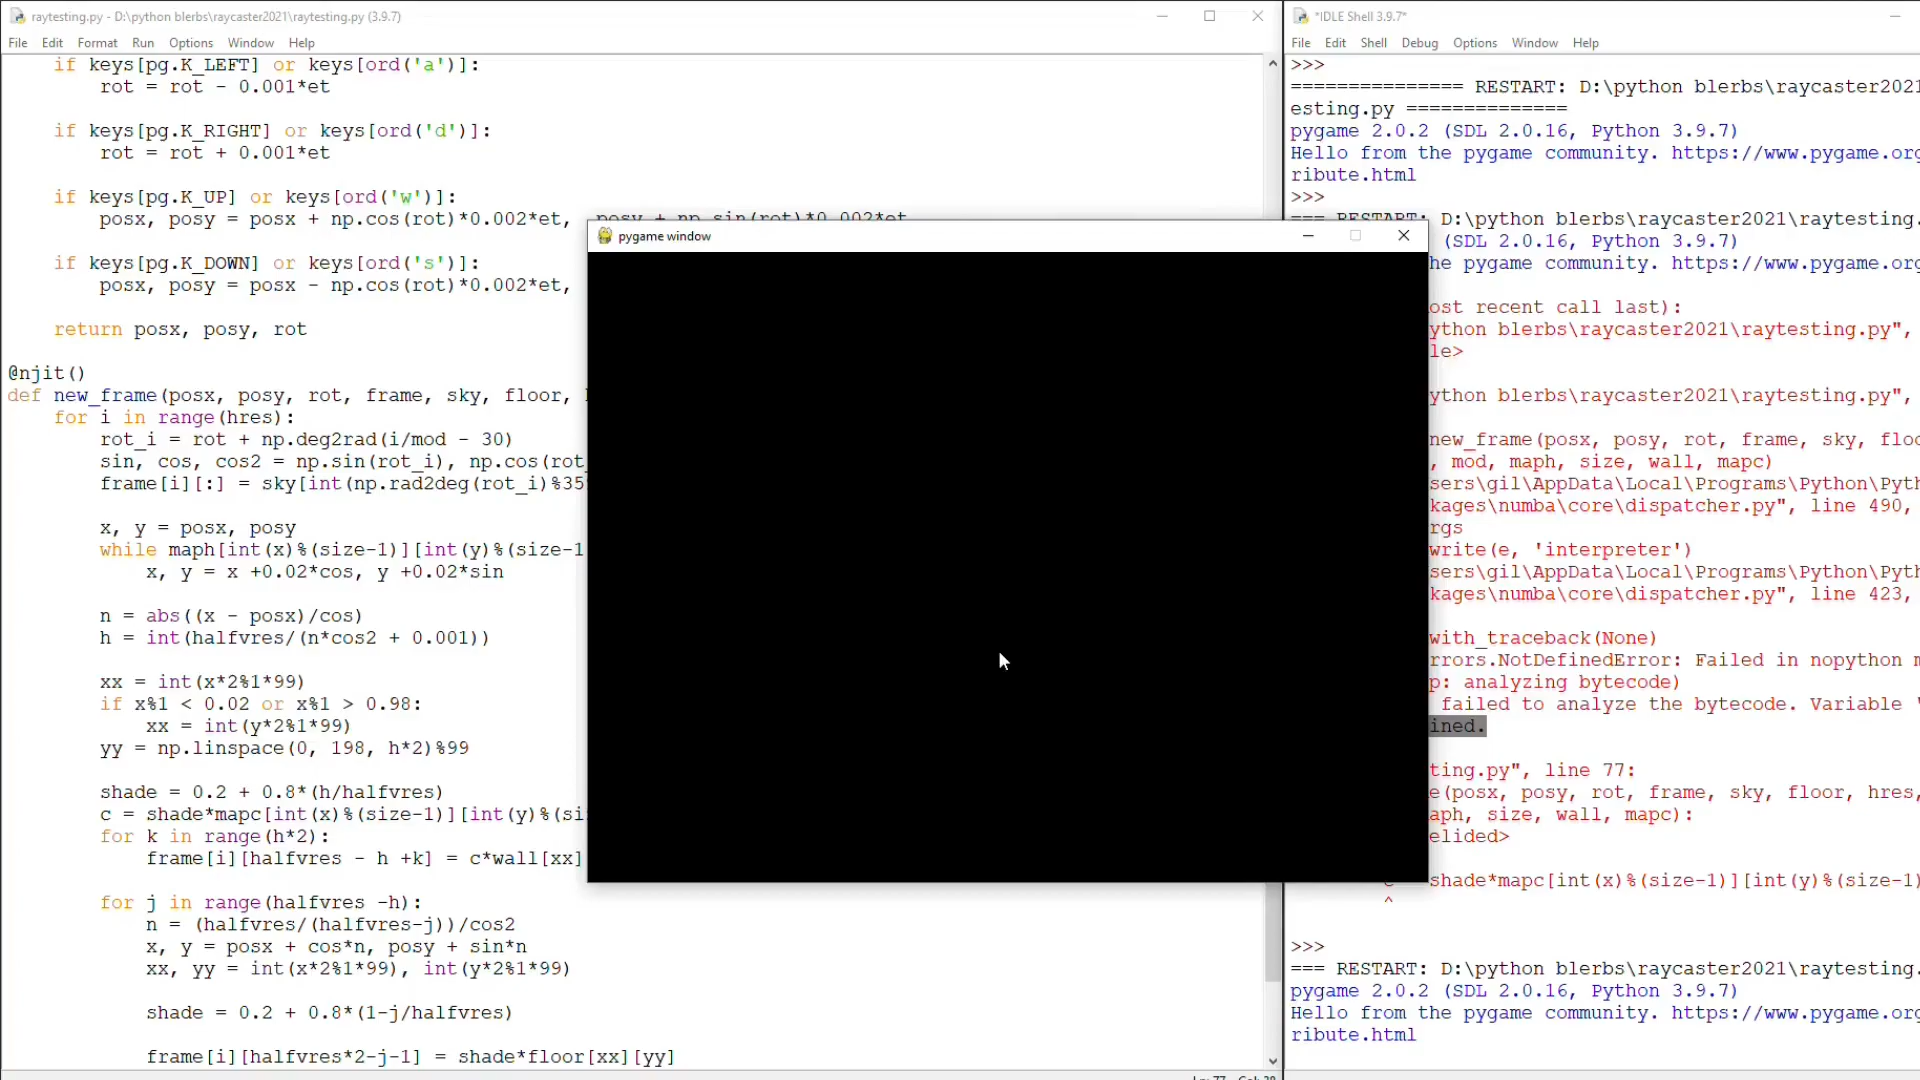 raytesting.py - D:\python blerbs\raycaster2021\raytesting.py (3.9.7)
File Edit Format Run Options Window Help
if keys[pg.K_LEFT] or keys[ord('a')]:
rot = rot - 0.001*et
if keys[pg.K_RIGHT] or keys[ord('d')]:
rot = rot + 0.001*et
if keys[pg.K_UP] or keys[ord('w')]:
posx, posy = posx + np.cos(rot)*0.002*et, posy + np.sin(rot)*0.002*et
if keys[pg.K_DOWN] or keys[ord('s')]:
posx, posy = posx - np.cos(rot)*0.002*et,
return posx, posy, rot
@njit()
def new_frame(posx, posy, rot, frame, sky, floor,
for i in range(hres):
rot_i = rot + np.deg2rad(i/mod - 30)
sin, cos, cos2 = np.sin(rot_i), np.cos(rot_
frame[i][:] = sky[int(np.rad2deg(rot_i)%35
x, y = posx, posy
while maph[int(x)%(size-1)][int(y)%(size-1
x, y = x +0.02*cos, y +0.02*sin
n = abs((x - posx)/cos)
h = int(halfvres/(n*cos2 + 0.001))
xx = int(x*2%1*99)
if x%1 < 0.02 or x%1 > 0.98:
xx = int(y*2%1*99)
yy = np.linspace(0, 198, h*2)%99
shade = 0.2 + 0.8*(h/halfvres)
c = shade*mapc[int(x)%(size-1)][int(y)%(si
for k in range(h*2):
frame[i][halfvres - h +k] = c*wall[xx]
for j in range(halfvres -h):
n = (halfvres/(halfvres-j))/cos2
x, y = posx + cos*n, posy + sin*n
xx, yy = int(x*2%1*99), int(y*2%1*99)
shade = 0.2 + 0.8*(1-j/halfvres)
frame[i][halfvres*2-j-1] = shade*floor[xx][yy]
pygame window
*IDLE Shell 3.9.7*
File Edit Shell Debug Options Window Help
>>>
=============== RESTART: D:\python blerbs\raycaster2021
esting.py ==============
pygame 2.0.2 (SDL 2.0.16, Python 3.9.7)
Hello from the pygame community. https://www.pygame.org
ribute.html
>>>
=== RESTART: D:\python blerbs\raycaster2021\raytesting.
(SDL 2.0.16, Python 3.9.7)
he pygame community. https://www.pygame.org
ost recent call last):
ython blerbs\raycaster2021\raytesting.py",
le>
ython blerbs\raycaster2021\raytesting.py",
new_frame(posx, posy, rot, frame, sky, floo
, mod, maph, size, wall, mapc)
sers\gil\AppData\Local\Programs\Python\Pyth
kages\numba\core\dispatcher.py", line 490,
rgs
write(e, 'interpreter')
sers\gil\AppData\Local\Programs\Python\Pyth
kages\numba\core\dispatcher.py", line 423,
with_traceback(None)
rrors.NotDefinedError: Failed in nopython m
p: analyzing bytecode)
failed to analyze the bytecode. Variable '
ined.
ting.py", line 77:
e(posx, posy, rot, frame, sky, floor, hres,
aph, size, wall, mapc):
elided>
shade*mapc[int(x)%(size-1)][int(y)%(size-1)
^
>>>
=== RESTART: D:\python blerbs\raycaster2021\raytesting.
pygame 2.0.2 (SDL 2.0.16, Python 3.9.7)
Hello from the pygame community. https://www.pygame.org
ribute.html